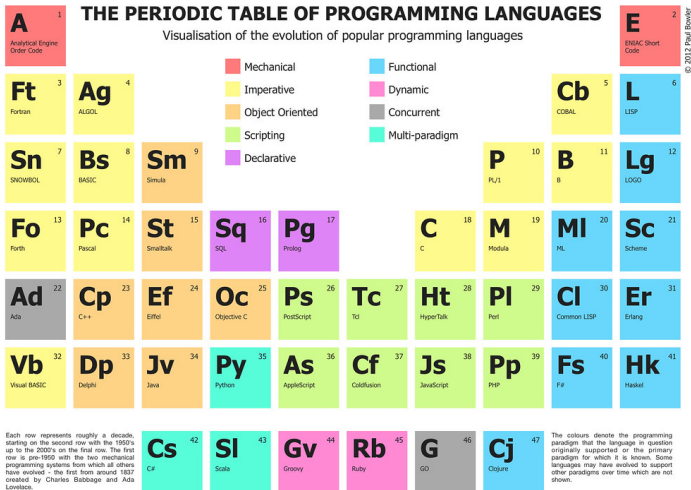 THE PERIODIC TABLE OF PROGRAMMING LANGUAGES
Visualisation of the evolution of popular programming languages
© 2012 Paul Bowler
A 1
Analytical Engine
Order Code
E 2
ENIAC Short
Code
Mechanical
Imperative
Object Oriented
Scripting
Declarative
Functional
Dynamic
Concurrent
Multi-paradigm
Ft 3
Fortran
Ag 4
ALGOL
Cb 5
COBAL
L 6
LISP
Sn 7
SNOWBOL
Bs 8
BASIC
Sm 9
Simula
P 10
PL/1
B 11
B
Lg 12
LOGO
Fo 13
Forth
Pc 14
Pascal
St 15
Smalltalk
Sq 16
SQL
Pg 17
Prolog
C 18
C
M 19
Modula
Ml 20
ML
Sc 21
Scheme
Ad 22
Ada
Cp 23
C++
Ef 24
Eiffel
Oc 25
Objective C
Ps 26
PostScript
Tc 27
Tcl
Ht 28
HyperTalk
Pl 29
Perl
Cl 30
Common LISP
Er 31
Erlang
Vb 32
Visual BASIC
Dp 33
Delphi
Jv 34
Java
Py 35
Python
As 36
AppleScript
Cf 37
Coldfusion
Js 38
JavaScript
Pp 39
PHP
Fs 40
F#
Hk 41
Haskel
Cs 42
C#
Sl 43
Scala
Gv 44
Groovy
Rb 45
Ruby
G 46
GO
Cj 47
Clojure
Each row represents roughly a decade,
starting on the second row with the 1950's
up to the 2000's on the final row. The first
row is pre-1950 with the two mechanical
programming systems from which all others
have evolved - the first from around 1837
created by Charles Babbage and Ada
Lovelace.
The colours denote the programming
paradigm that the language in question
originally supported or the primary
paradigm for which it is known. Some
languages may have evolved to support
other paradigms over time which are not
shown.